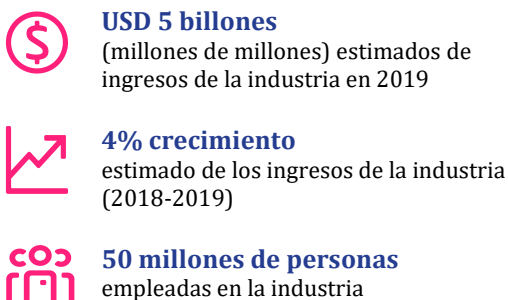 USD 5 billones
(millones de millones) estimados de
ingresos de la industria en 2019
4% crecimiento
estimado de los ingresos de la industria
(2018-2019)
50 millones de personas
empleadas en la industria